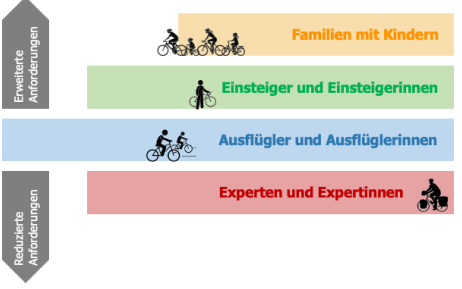 Erweiterte
Anforderungen
Familien mit Kindern
Einsteiger und Einsteigerinnen
Ausflügler und Ausflüglerinnen
Experten und Expertinnen
Reduzierte
Anforderungen